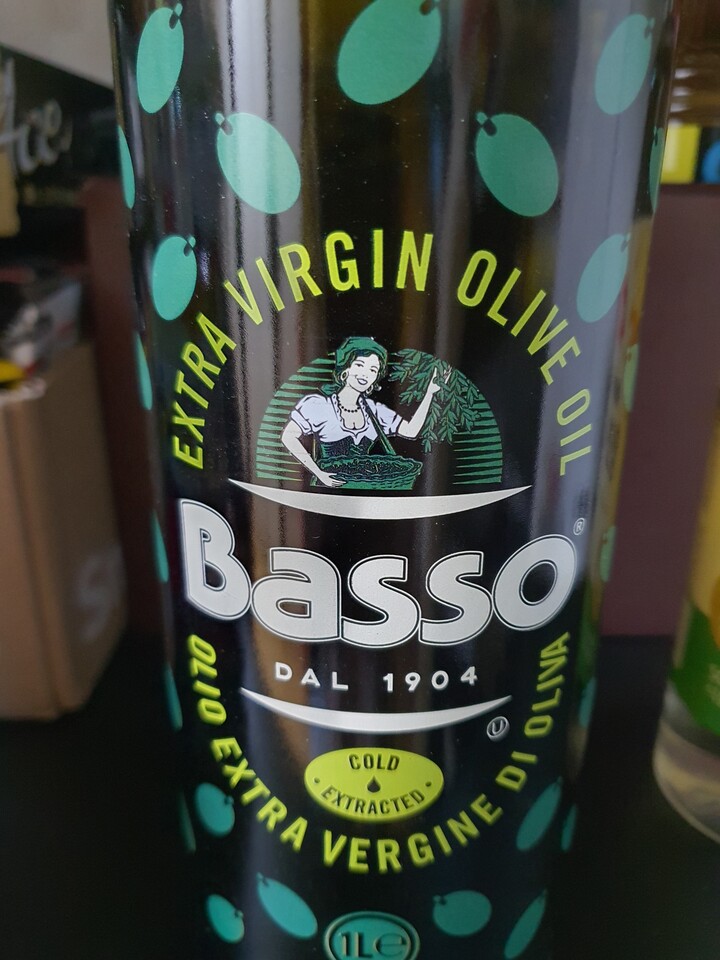 EXTRA VIRGIN OLIVE OIL
Basso®
DAL 1904
U
COLD
EXTRACTED
OLIO EXTRA VERGINE DI OLIVA
1L℮